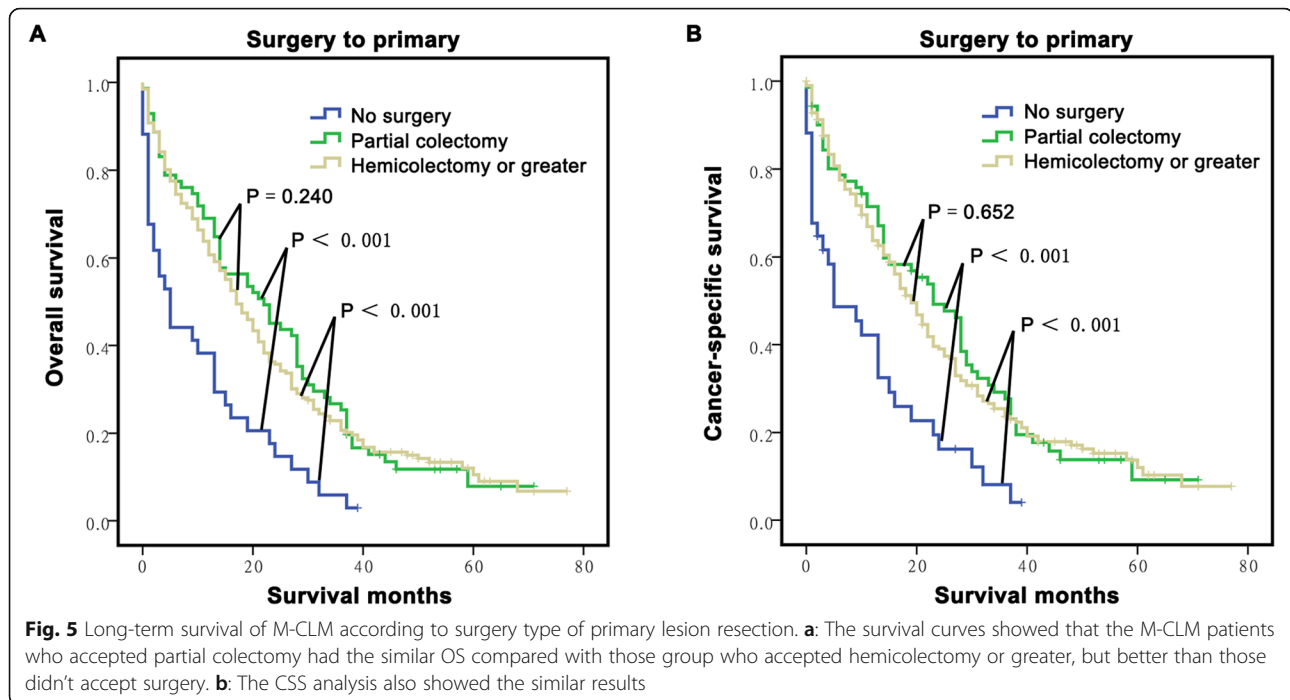 A
Surgery to primary
1.0
0.8
0.6
0.4
0.2
0.0
Overall survival
No surgery
Partial colectomy
Hemicolectomy or greater
P = 0.240
P < 0.001
P < 0.001
0 20 40 60 80
Survival months
B
Surgery to primary
1.0
0.8
0.6
0.4
0.2
0.0
Cancer-specific survival
No surgery
Partial colectomy
Hemicolectomy or greater
P = 0.652
P < 0.001
P < 0.001
0 20 40 60 80
Survival months
Fig. 5 Long-term survival of M-CLM according to surgery type of primary lesion resection. a: The survival curves showed that the M-CLM patients
who accepted partial colectomy had the similar OS compared with those group who accepted hemicolectomy or greater, but better than those
didn't accept surgery. b: The CSS analysis also showed the similar results